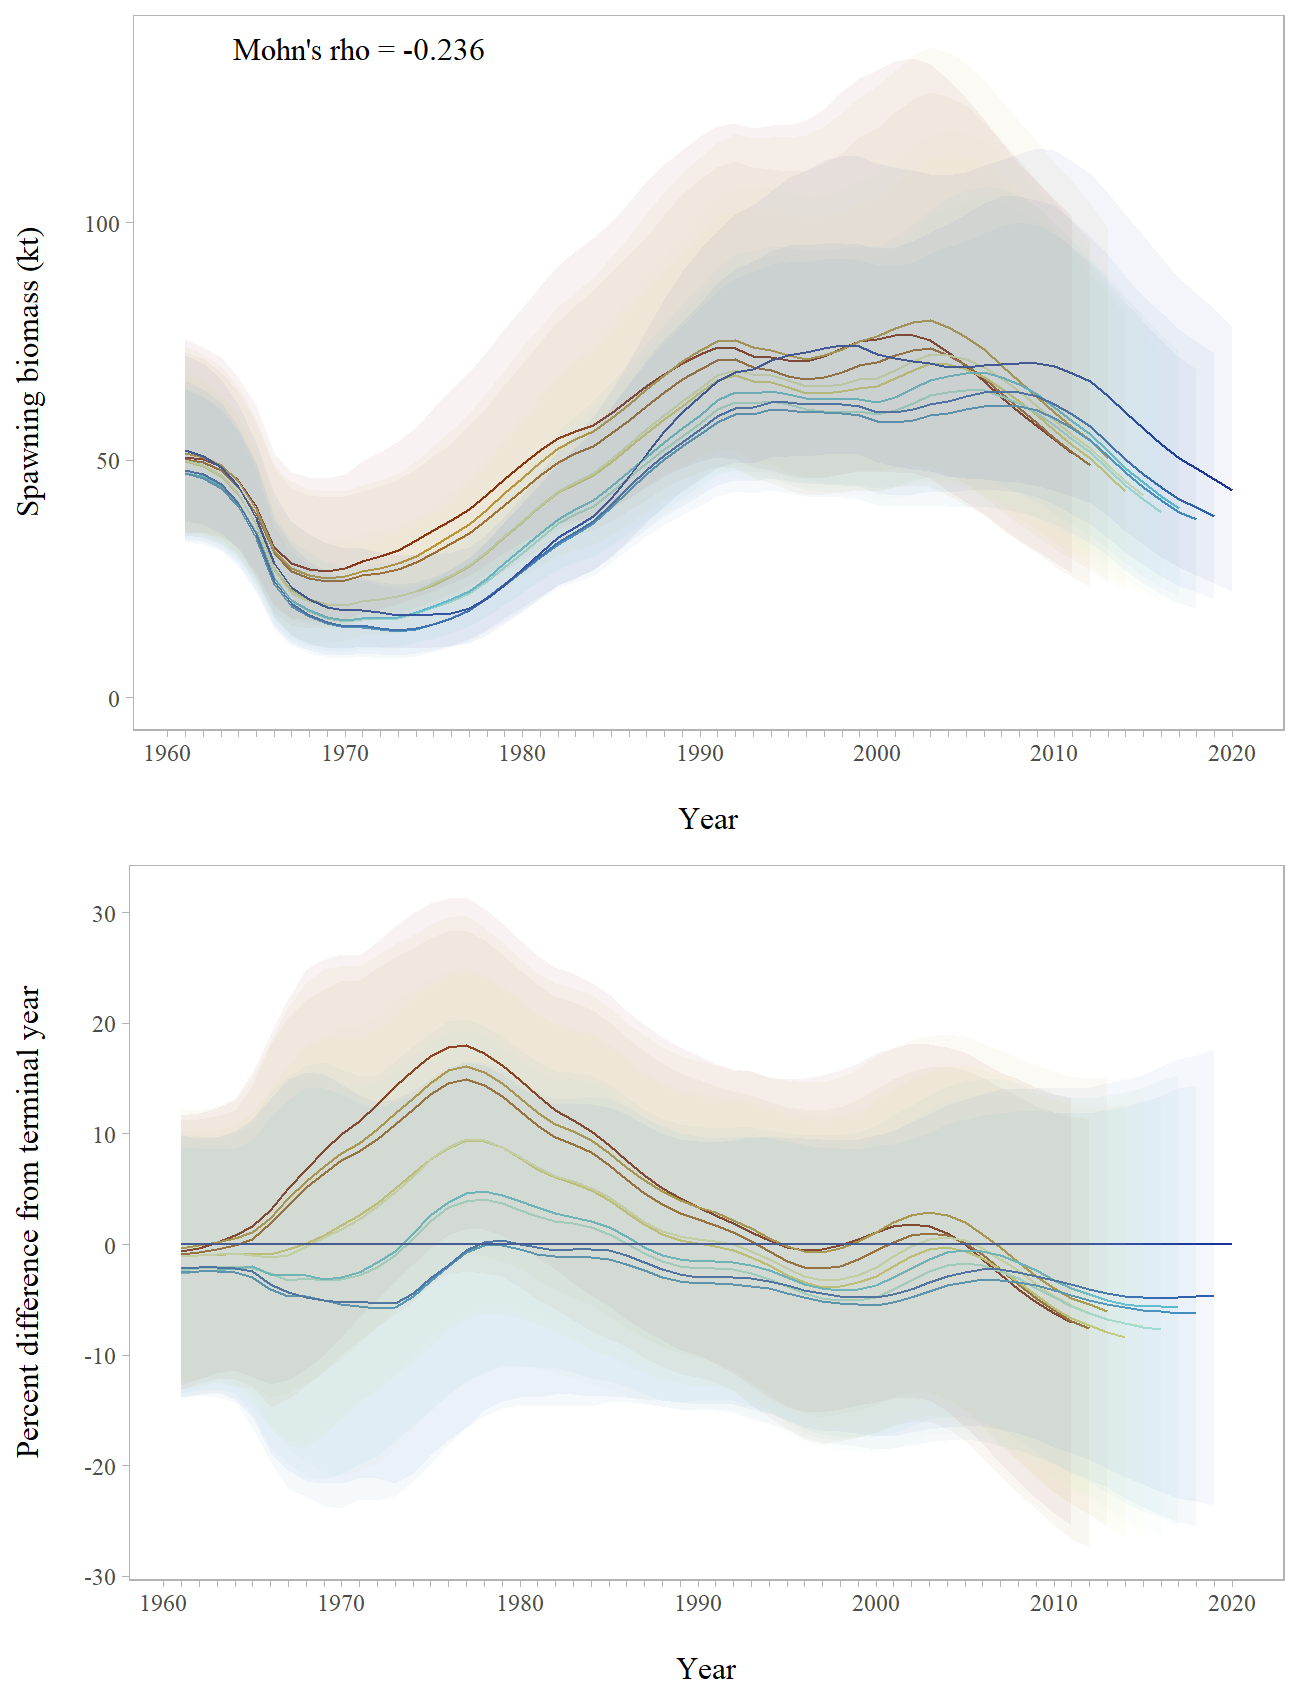 Mohn's rho = -0.236
Spawning biomass (kt)
100
50
0
1960 1970 1980 1990 2000 2010 2020
Year
Percent difference from terminal year
30
20
10
0
-10
-20
-30
1960 1970 1980 1990 2000 2010 2020
Year